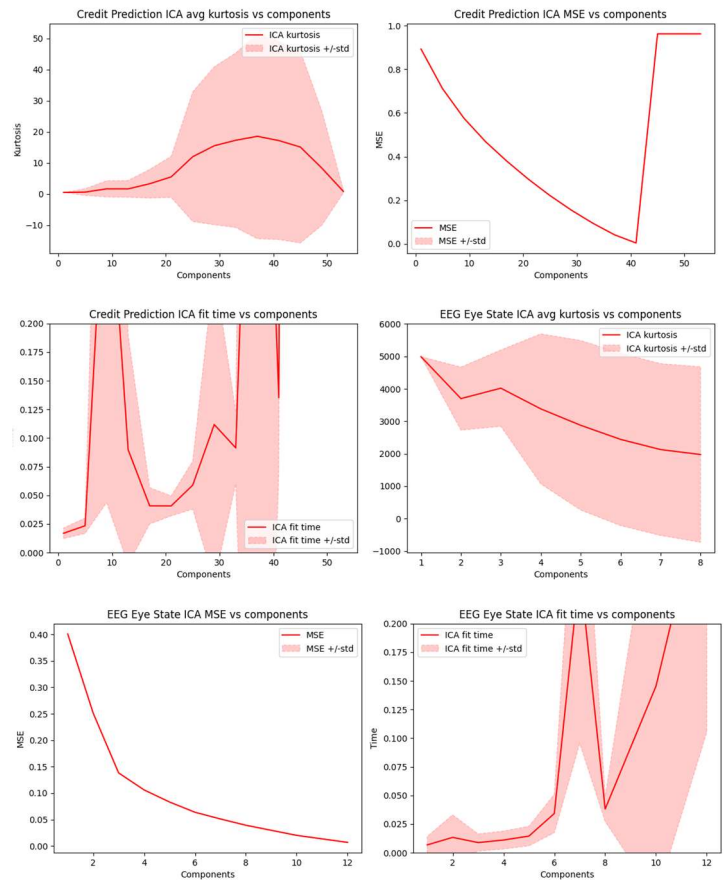 Credit Prediction ICA avg kurtosis vs components
50
40
30
20
10
0
−10
Kurtosis
ICA kurtosis
ICA kurtosis +/-std
0 10 20 30 40 50
Components
Credit Prediction ICA MSE vs components
1.0
0.8
0.6
0.4
0.2
0.0
MSE
MSE
MSE +/-std
0 10 20 30 40 50
Components
Credit Prediction ICA fit time vs components
0.200
0.175
0.150
0.125
0.100
0.075
0.050
0.025
0.000
ICA fit time
ICA fit time +/-std
0 10 20 30 40 50
Components
EEG Eye State ICA avg kurtosis vs components
6000
5000
4000
3000
2000
1000
0
−1000
ICA kurtosis
ICA kurtosis +/-std
1 2 3 4 5 6 7 8
Components
EEG Eye State ICA MSE vs components
0.40
0.35
0.30
0.25
0.20
0.15
0.10
0.05
0.00
MSE
MSE
MSE +/-std
2 4 6 8 10 12
Components
EEG Eye State ICA fit time vs components
0.200
0.175
0.150
0.125
0.100
0.075
0.050
0.025
0.000
Time
ICA fit time
ICA fit time +/-std
2 4 6 8 10 12
Components